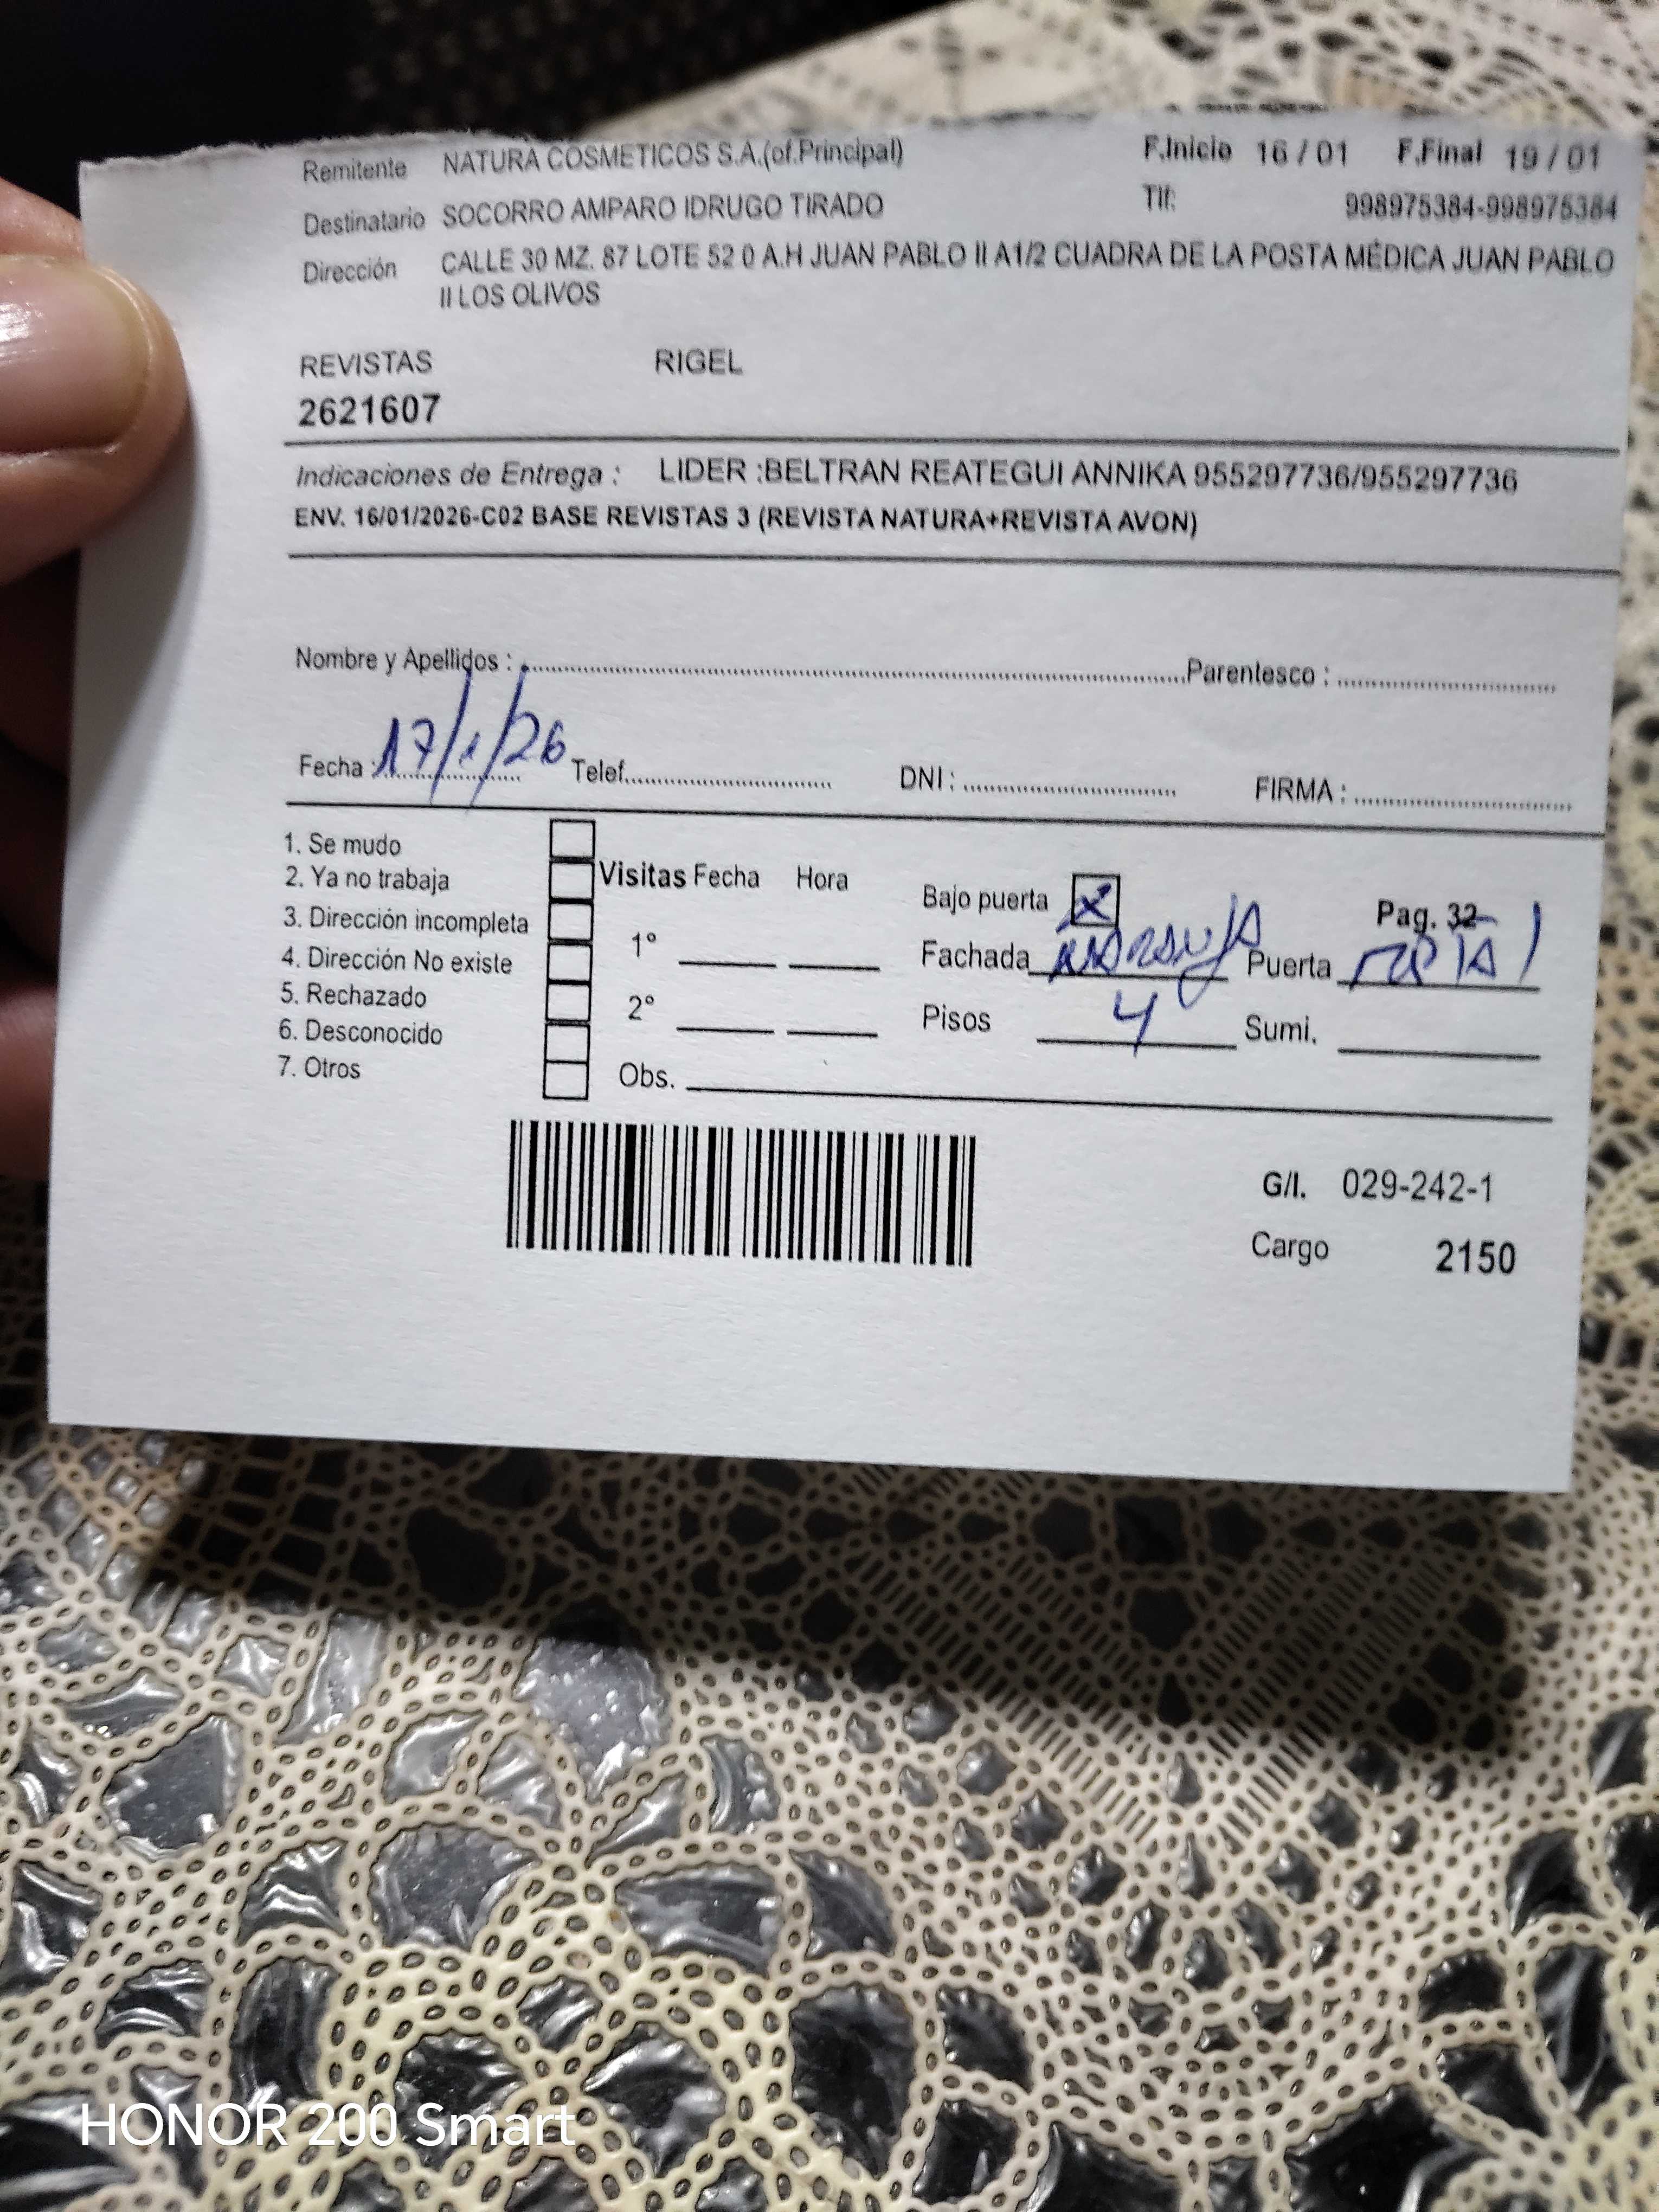 Remitente NATURA COSMETICOS S.A.(of.Principal) F.Inicio 16 / 01 F.Final 19 / 01
Destinatario SOCORRO AMPARO IDRUGO TIRADO Tlf: 998975384-998975384
Dirección CALLE 30 MZ. 87 LOTE 52 0 A.H JUAN PABLO II A1/2 CUADRA DE LA POSTA MÉDICA JUAN PABLO
II LOS OLIVOS
REVISTAS RIGEL
2621607
Indicaciones de Entrega : LIDER :BELTRAN REATEGUI ANNIKA 955297736/955297736
ENV. 16/01/2026-C02 BASE REVISTAS 3 (REVISTA NATURA+REVISTA AVON)
Nombre y Apellidos : Parentesco :
Fecha : 17/1/26 Telef. DNI : FIRMA :
1. Se mudo
2. Ya no trabaja Visitas Fecha Hora Bajo puerta X Pag. 32
3. Dirección incompleta 1° Fachada naranja Puerta metal
4. Dirección No existe
5. Rechazado 2° Pisos 4 Sumi.
6. Desconocido
7. Otros Obs.
G/I. 029-242-1
Cargo 2150
HONOR 200 Smart